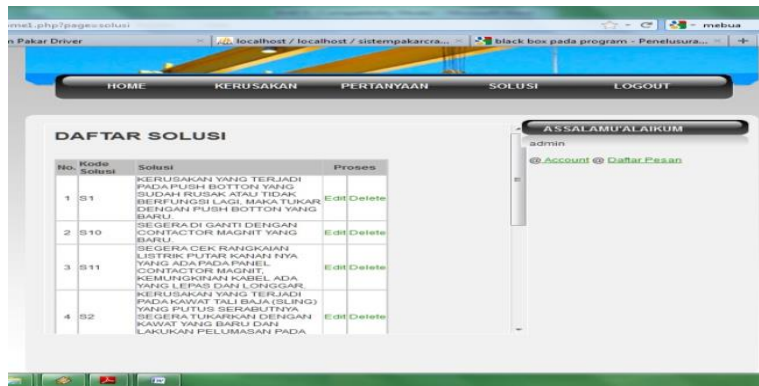 ome1.php?page=solusi
mebua
n Pakar Driver
localhost / local
localhost / sistempakarcra...
black box pada program - Penelusura...
HOME KERUSAKAN PERTANYAAN SOLUSI LOGOUT
DAFTAR SOLUSI
No. Kode Solusi Solusi Proses
1 S1
KERUSAKAN YANG TERJADI
PADA PUSH BOTTON YANG
SUDAH RUSAK ATAU TIDAK
BERFUNGSI LAGI, MAKA TUKAR
DENGAN PUSH BOTTON YANG
BARU.
Edit Delete
2 S10
SEGERA DI GANTI DENGAN
CONTACTOR MAGNIT YANG
BARU.
Edit Delete
3 S11
SEGERA CEK RANGKAIAN
LISTRIK PUTAR KANAN NYA
YANG ADA PADA PANEL
CONTACTOR MAGNIT,
KEMUNGKINAN KABEL ADA
YANG LEPAS DAN LONGGAR.
Edit Delete
4 S2
KERUSAKAN YANG TERJADI
PADA KAWAT TALI BAJA (SLING)
YANG PUTUS SERABUTNYA
SEGERA TUKARKAN DENGAN
KAWAT YANG BARU DAN
LAKUKAN PELUMASAN PADA
Edit Delete
ASSALAMU'ALAIKUM
admin
@ Account @ Daftar Pesan